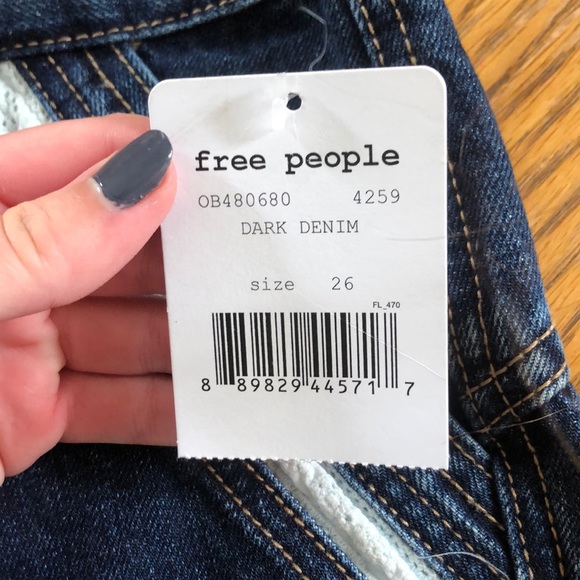 free people
OB480680 4259
DARK DENIM
size 26
FL_470
8 89829 44571 7